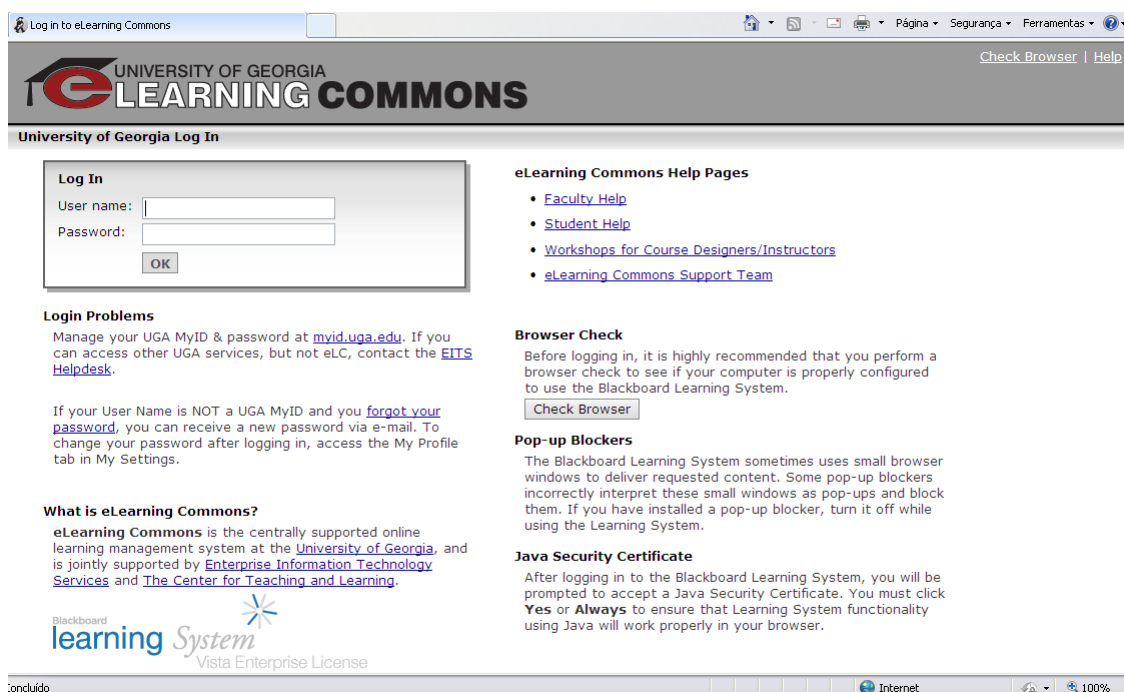 Log in to eLearning Commons
Página Segurança Ferramentas
Check Browser | Help
UNIVERSITY OF GEORGIA
eLEARNING COMMONS
University of Georgia Log In
Log In
User name:
Password:
OK
Login Problems
Manage your UGA MyID & password at myid.uga.edu. If you
can access other UGA services, but not eLC, contact the EITS
Helpdesk.
If your User Name is NOT a UGA MyID and you forgot your
password, you can receive a new password via e-mail. To
change your password after logging in, access the My Profile
tab in My Settings.
What is eLearning Commons?
eLearning Commons is the centrally supported online
learning management system at the University of Georgia, and
is jointly supported by Enterprise Information Technology
Services and The Center for Teaching and Learning.
Blackboard
learning System
Vista Enterprise License
eLearning Commons Help Pages
• Faculty Help
• Student Help
• Workshops for Course Designers/Instructors
• eLearning Commons Support Team
Browser Check
Before logging in, it is highly recommended that you perform a
browser check to see if your computer is properly configured
to use the Blackboard Learning System.
Check Browser
Pop-up Blockers
The Blackboard Learning System sometimes uses small browser
windows to deliver requested content. Some pop-up blockers
incorrectly interpret these small windows as pop-ups and block
them. If you have installed a pop-up blocker, turn it off while
using the Learning System.
Java Security Certificate
After logging in to the Blackboard Learning System, you will be
prompted to accept a Java Security Certificate. You must click
Yes or Always to ensure that Learning System functionality
using Java will work properly in your browser.
Concluído
Internet
100%